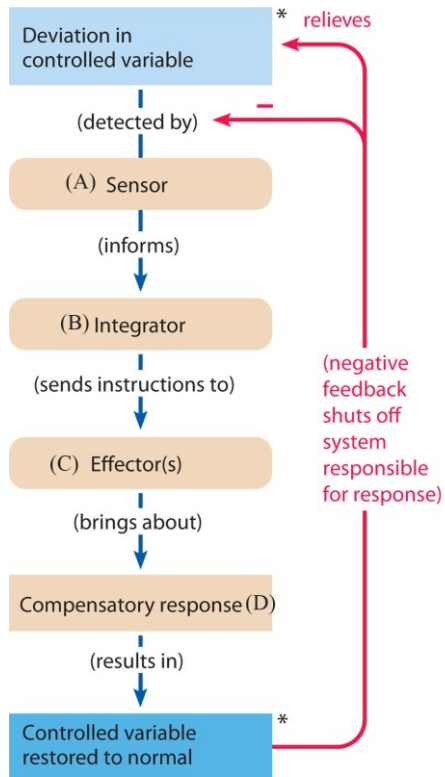 Deviation in
controlled variable
* relieves
–
(detected by)
(A) Sensor
(informs)
(B) Integrator
(sends instructions to)
(C) Effector(s)
(brings about)
Compensatory response (D)
(results in)
Controlled variable
restored to normal
*
(negative
feedback
shuts off
system
responsible
for response)